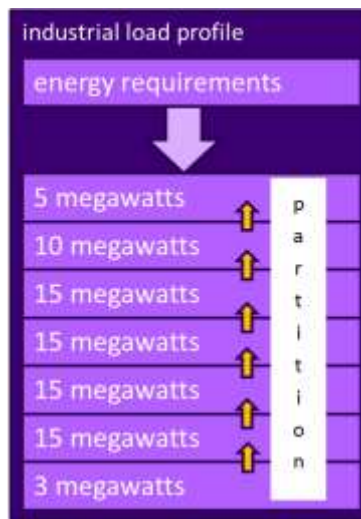 industrial load profile
energy requirements
5 megawatts
10 megawatts
15 megawatts
15 megawatts
15 megawatts
15 megawatts
3 megawatts
partition